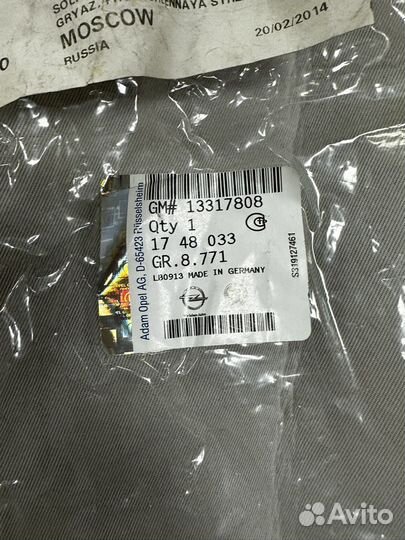 MOSCOW
RUSSIA
20/02/2014
GM# 13317808
Qty 1
17 48 033
GR.8.771
LB0913 MADE IN GERMANY
Adam Opel AG, D-65423 Rüsselsheim
S319127461
Avito